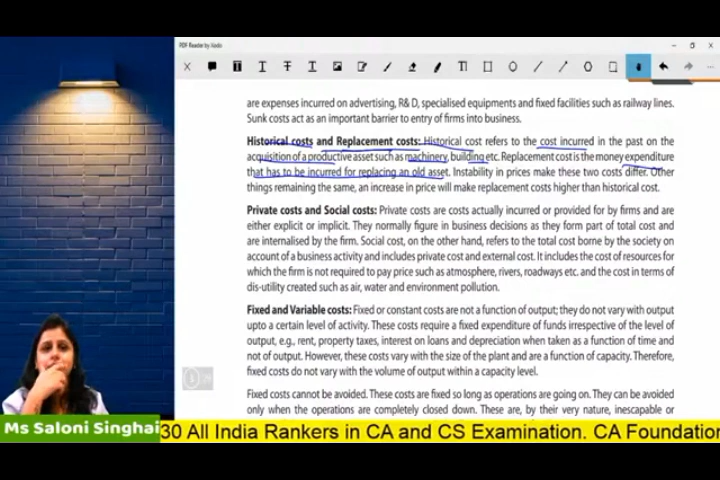 PDF Reader by Xodo
are expenses incurred on advertising, R& D, specialised equipments and fixed facilities such as railway lines.
Sunk costs act as an important barrier to entry of firms into business.
Historical costs and Replacement costs: Historical cost refers to the cost incurred in the past on the
acquisition of a productive asset such as machinery, building etc. Replacement cost is the money expenditure
that has to be incurred for replacing an old asset. Instability in prices make these two costs differ. Other
things remaining the same, an increase in price will make replacement costs higher than historical cost.
Private costs and Social costs: Private costs are costs actually incurred or provided for by firms and are
either explicit or implicit. They normally figure in business decisions as they form part of total cost and
are internalised by the firm. Social cost, on the other hand, refers to the total cost borne by the society on
account of a business activity and includes private cost and external cost. It includes the cost of resources for
which the firm is not required to pay price such as atmosphere, rivers, roadways etc. and the cost in terms of
dis-utility created such as air, water and environment pollution.
Fixed and Variable costs: Fixed or constant costs are not a function of output; they do not vary with output
upto a certain level of activity. These costs require a fixed expenditure of funds irrespective of the level of
output, e.g., rent, property taxes, interest on loans and depreciation when taken as a function of time and
not of output. However, these costs vary with the size of the plant and are a function of capacity. Therefore,
fixed costs do not vary with the volume of output within a capacity level.
Fixed costs cannot be avoided. These costs are fixed so long as operations are going on. They can be avoided
only when the operations are completely closed down. These are, by their very nature, inescapable or
Ms Saloni Singhai
30 All India Rankers in CA and CS Examination. CA Foundation